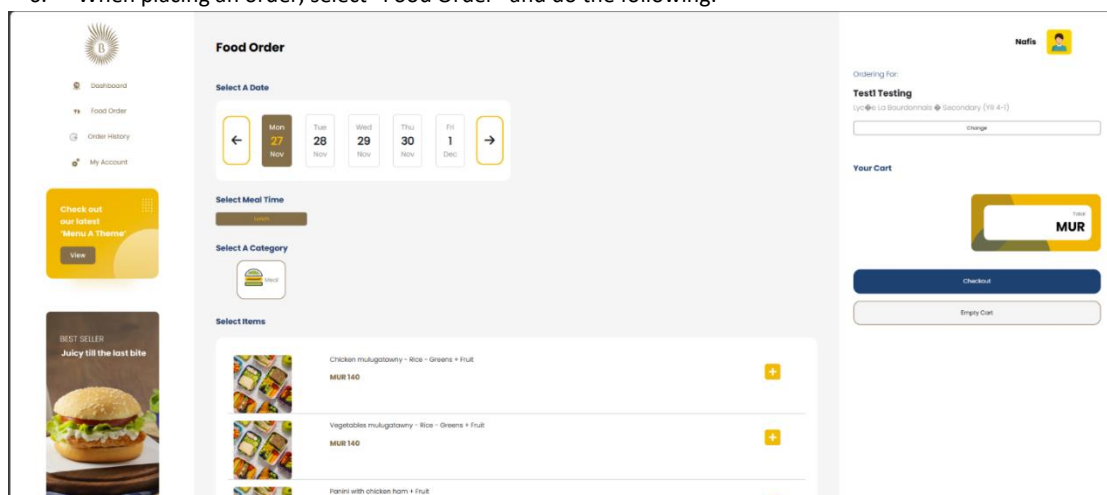 When placing an order, select "Food Order" and do the following:
B
Dashboard
Food Order
Order History
My Account
Check out
our latest
'Menu A Theme'
View
BEST SELLER
Juicy till the last bite
Food Order
Select A Date
Mon
27
Nov
Tue
28
Nov
Wed
29
Nov
Thu
30
Nov
Fri
1
Dec
Select Meal Time
Lunch
Select A Category
Meal
Select Items
Chicken mulugatawny - Rice - Greens + Fruit
MUR 140
Vegetables mulugatawny - Rice - Greens + Fruit
MUR 140
Panini with chicken ham + Fruit
Nafis
Ordering For:
Test1 Testing
Lyc�e La Bourdonnais � Secondary (YR 4-1)
Change
Your Cart
Total
MUR
Checkout
Empty Cart